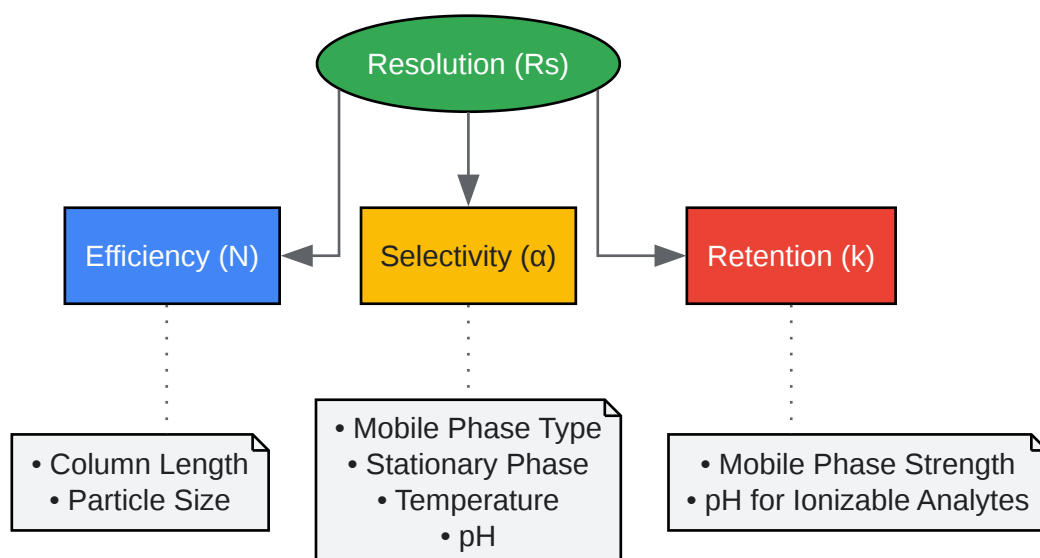 Resolution (Rs)
Efficiency (N)
Selectivity (α)
Retention (k)
• Column Length
• Particle Size
• Mobile Phase Type
• Stationary Phase
• Temperature
• pH
• Mobile Phase Strength
• pH for Ionizable Analytes